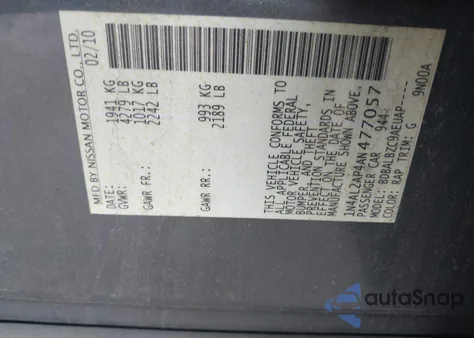 MFD BY NISSAN MOTOR CO., LTD.
DATE: 02/10
GVWR: 1941 KG
4279 LB
GAWR FR: 1017 KG
2242 LB
GAWR RR: 993 KG
2189 LB
THIS VEHICLE CONFORMS TO
ALL APPLICABLE FEDERAL
MOTOR VEHICLE SAFETY,
BUMPER, AND THEFT
PREVENTION STANDARDS IN
EFFECT ON THE DATE OF
MANUFACTURE SHOWN ABOVE.
1N4AL2AP4AN477057
PASSENGER CAR 944
MODEL: BDBALBZC9AEUAP----
COLOR: RAP TRIM: G 9N00A
autaSnap